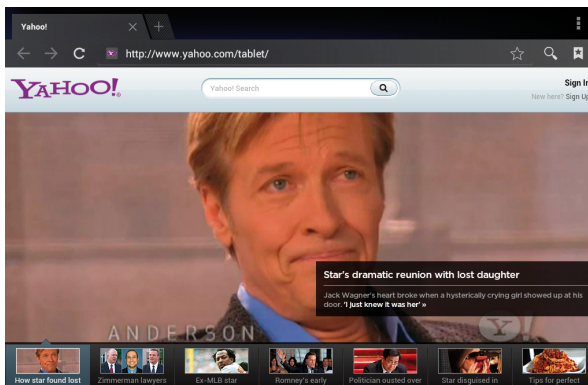 Yahoo!
http://www.yahoo.com/tablet/
YAHOO!
Yahoo! Search
Sign In
New here? Sign Up
Star's dramatic reunion with lost daughter
Jack Wagner's heart broke when a hysterically crying girl showed up at his
door. 'I just knew it was her' »
ANDERSON
Y!
How star found lost
Zimmerman lawyers
Ex-MLB star
Romney's early
Politician ousted over
Star disguised in
Tips for perf